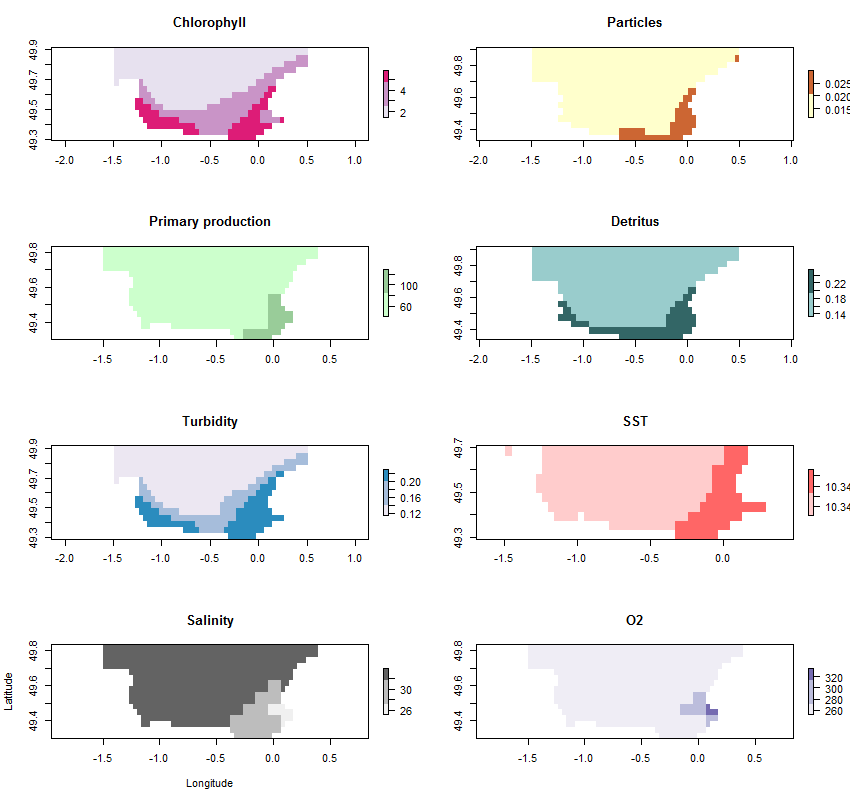 Chlorophyll
49.3 49.5 49.7 49.9
-2.0 -1.5 -1.0 -0.5 0.0 0.5 1.0
4
2
Particles
49.4 49.6 49.8
-2.0 -1.5 -1.0 -0.5 0.0 0.5 1.0
0.025
0.020
0.015
Primary production
49.4 49.6 49.8
-1.5 -1.0 -0.5 0.0 0.5
100
60
Detritus
49.4 49.6 49.8
-2.0 -1.5 -1.0 -0.5 0.0 0.5 1.0
0.22
0.18
0.14
Turbidity
49.3 49.5 49.7 49.9
-2.0 -1.5 -1.0 -0.5 0.0 0.5 1.0
0.20
0.16
0.12
SST
49.3 49.5 49.7
-1.5 -1.0 -0.5 0.0
10.34
10.34
Salinity
Latitude
49.4 49.6 49.8
-1.5 -1.0 -0.5 0.0 0.5
Longitude
30
26
O2
49.4 49.6 49.8
-1.5 -1.0 -0.5 0.0 0.5
320
300
280
260